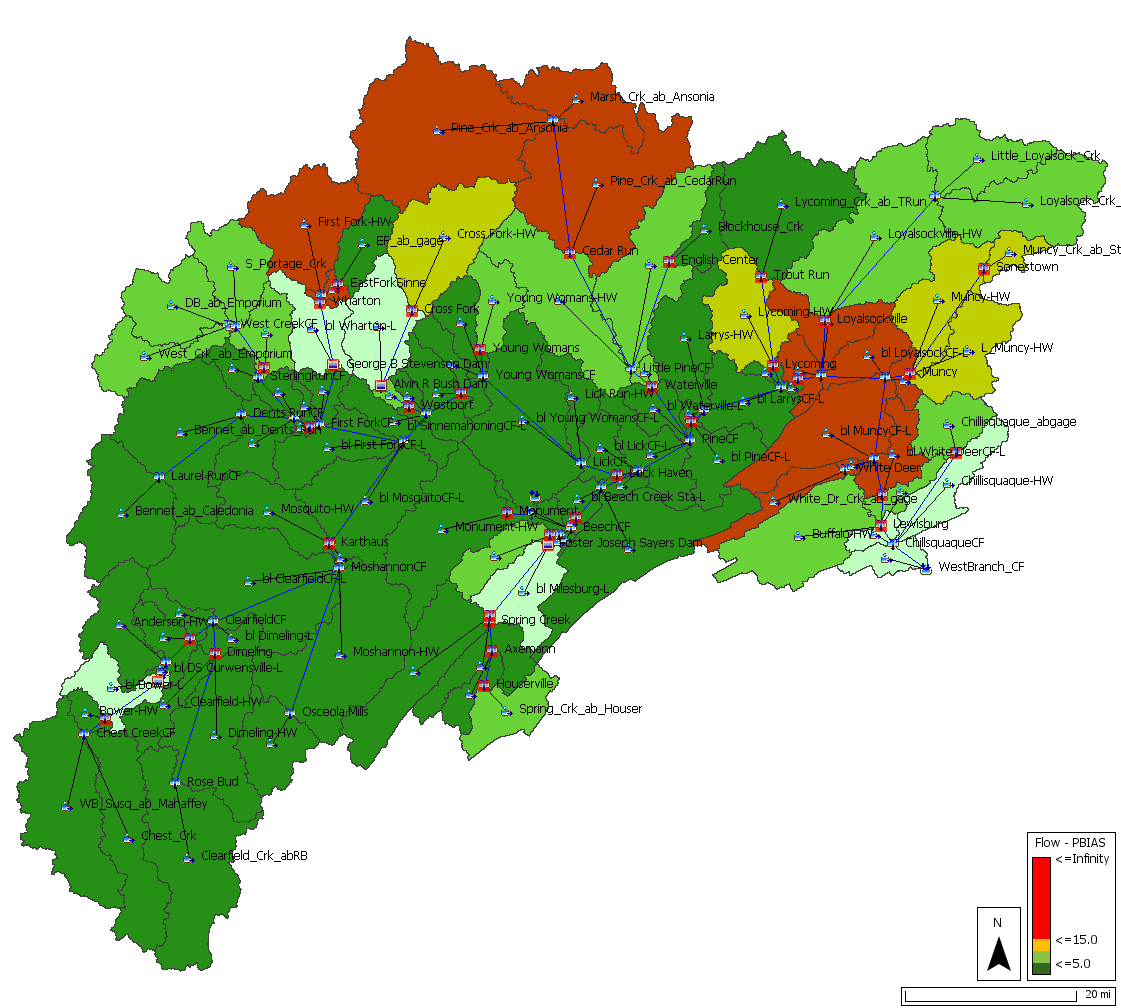 Marsh_Crk_ab_Ansonia
Pine_Crk_ab_Ansonia
Little_Loyalsock_Crk
Pine_Crk_ab_CedarRun
Lycoming_Crk_ab_TRun
Loyalsock_Crk_
First Fork-HW
Blockhouse_Crk
EF_ab_gage
Cross Fork-HW
Loyalsockville-HW
Muncy_Crk_ab_St
Cedar Run
English Center
S_Portage_Crk
Sonestown
Trout Run
EastForkSinne
Wharton
DB_ab_Emporium
Young Womans-HW
Muncy-HW
Cross Fork
Lycoming-HW
Loyalsockville
West CreekCF
bl Wharton-L
Larrys-HW
Young Womans
L_Muncy-HW
West_Crk_ab_Emporium
bl LoyalsockCF-L
George B Stevenson Dam
Little PineCF
Lycoming
SterlingRunCF
Young WomansCF
Muncy
Alvin R Bush Dam
Waterville
Lick Run-HW
bl LarrysCF-L
Westport
bl Waterville-L
Dents RunCF
First ForkCF
bl Young WomansCF-L
Chillisquaque_abgage
bl SinnemahoningCF-L
Bennet_ab_Dents_Run
bl MuncyCF-L
PineCF
bl First ForkCF-L
bl LickCF-L
bl White DeerCF-L
bl PineCF-L
LickCF
White Deer
Laurel RunCF
Lock Haven
Chillisquaque-HW
bl MosquitoCF-L
bl Beech Creek Sta-L
White_Dr_Crk_ab_gage
Bennet_ab_Caledonia
Mosquito-HW
Monument
Monument-HW
BeechCF
Lewisburg
Buffalo-HW
Karthaus
Foster Joseph Sayers Dam
ChillsquaqueCF
MoshannonCF
WestBranch_CF
bl ClearfieldCF-L
bl Milesburg-L
Anderson-HW
ClearfieldCF
Spring Creek
bl Dimeling-L
Dimeling
Moshannon-HW
Axemann
bl DS Curwensville-L
bl Bower-L
Houserville
L_Clearfield-HW
Bower-HW
Osceola Mills
Spring_Crk_ab_Houser
Chest CreekCF
Dimeling-HW
Rose Bud
WB_Susq_ab_Mahaffey
Chest_Crk
Clearfield_Crk_abRB
Flow - PBIAS
<=Infinity
<=15.0
<=5.0
N
20 mi